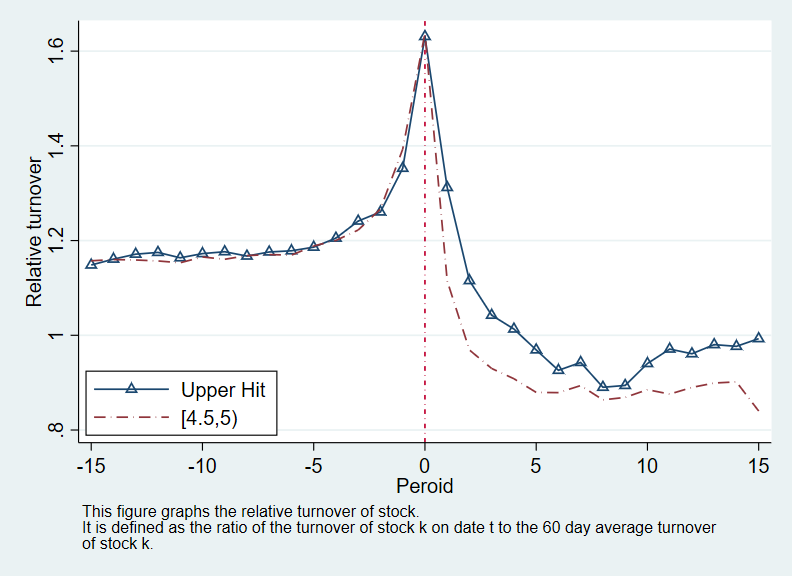 Relative turnover
1.6
1.4
1.2
1
.8
Upper Hit
[4.5,5)
-15 -10 -5 0 5 10 15
Peroid
This figure graphs the relative turnover of stock.
It is defined as the ratio of the turnover of stock k on date t to the 60 day average turnover
of stock k.